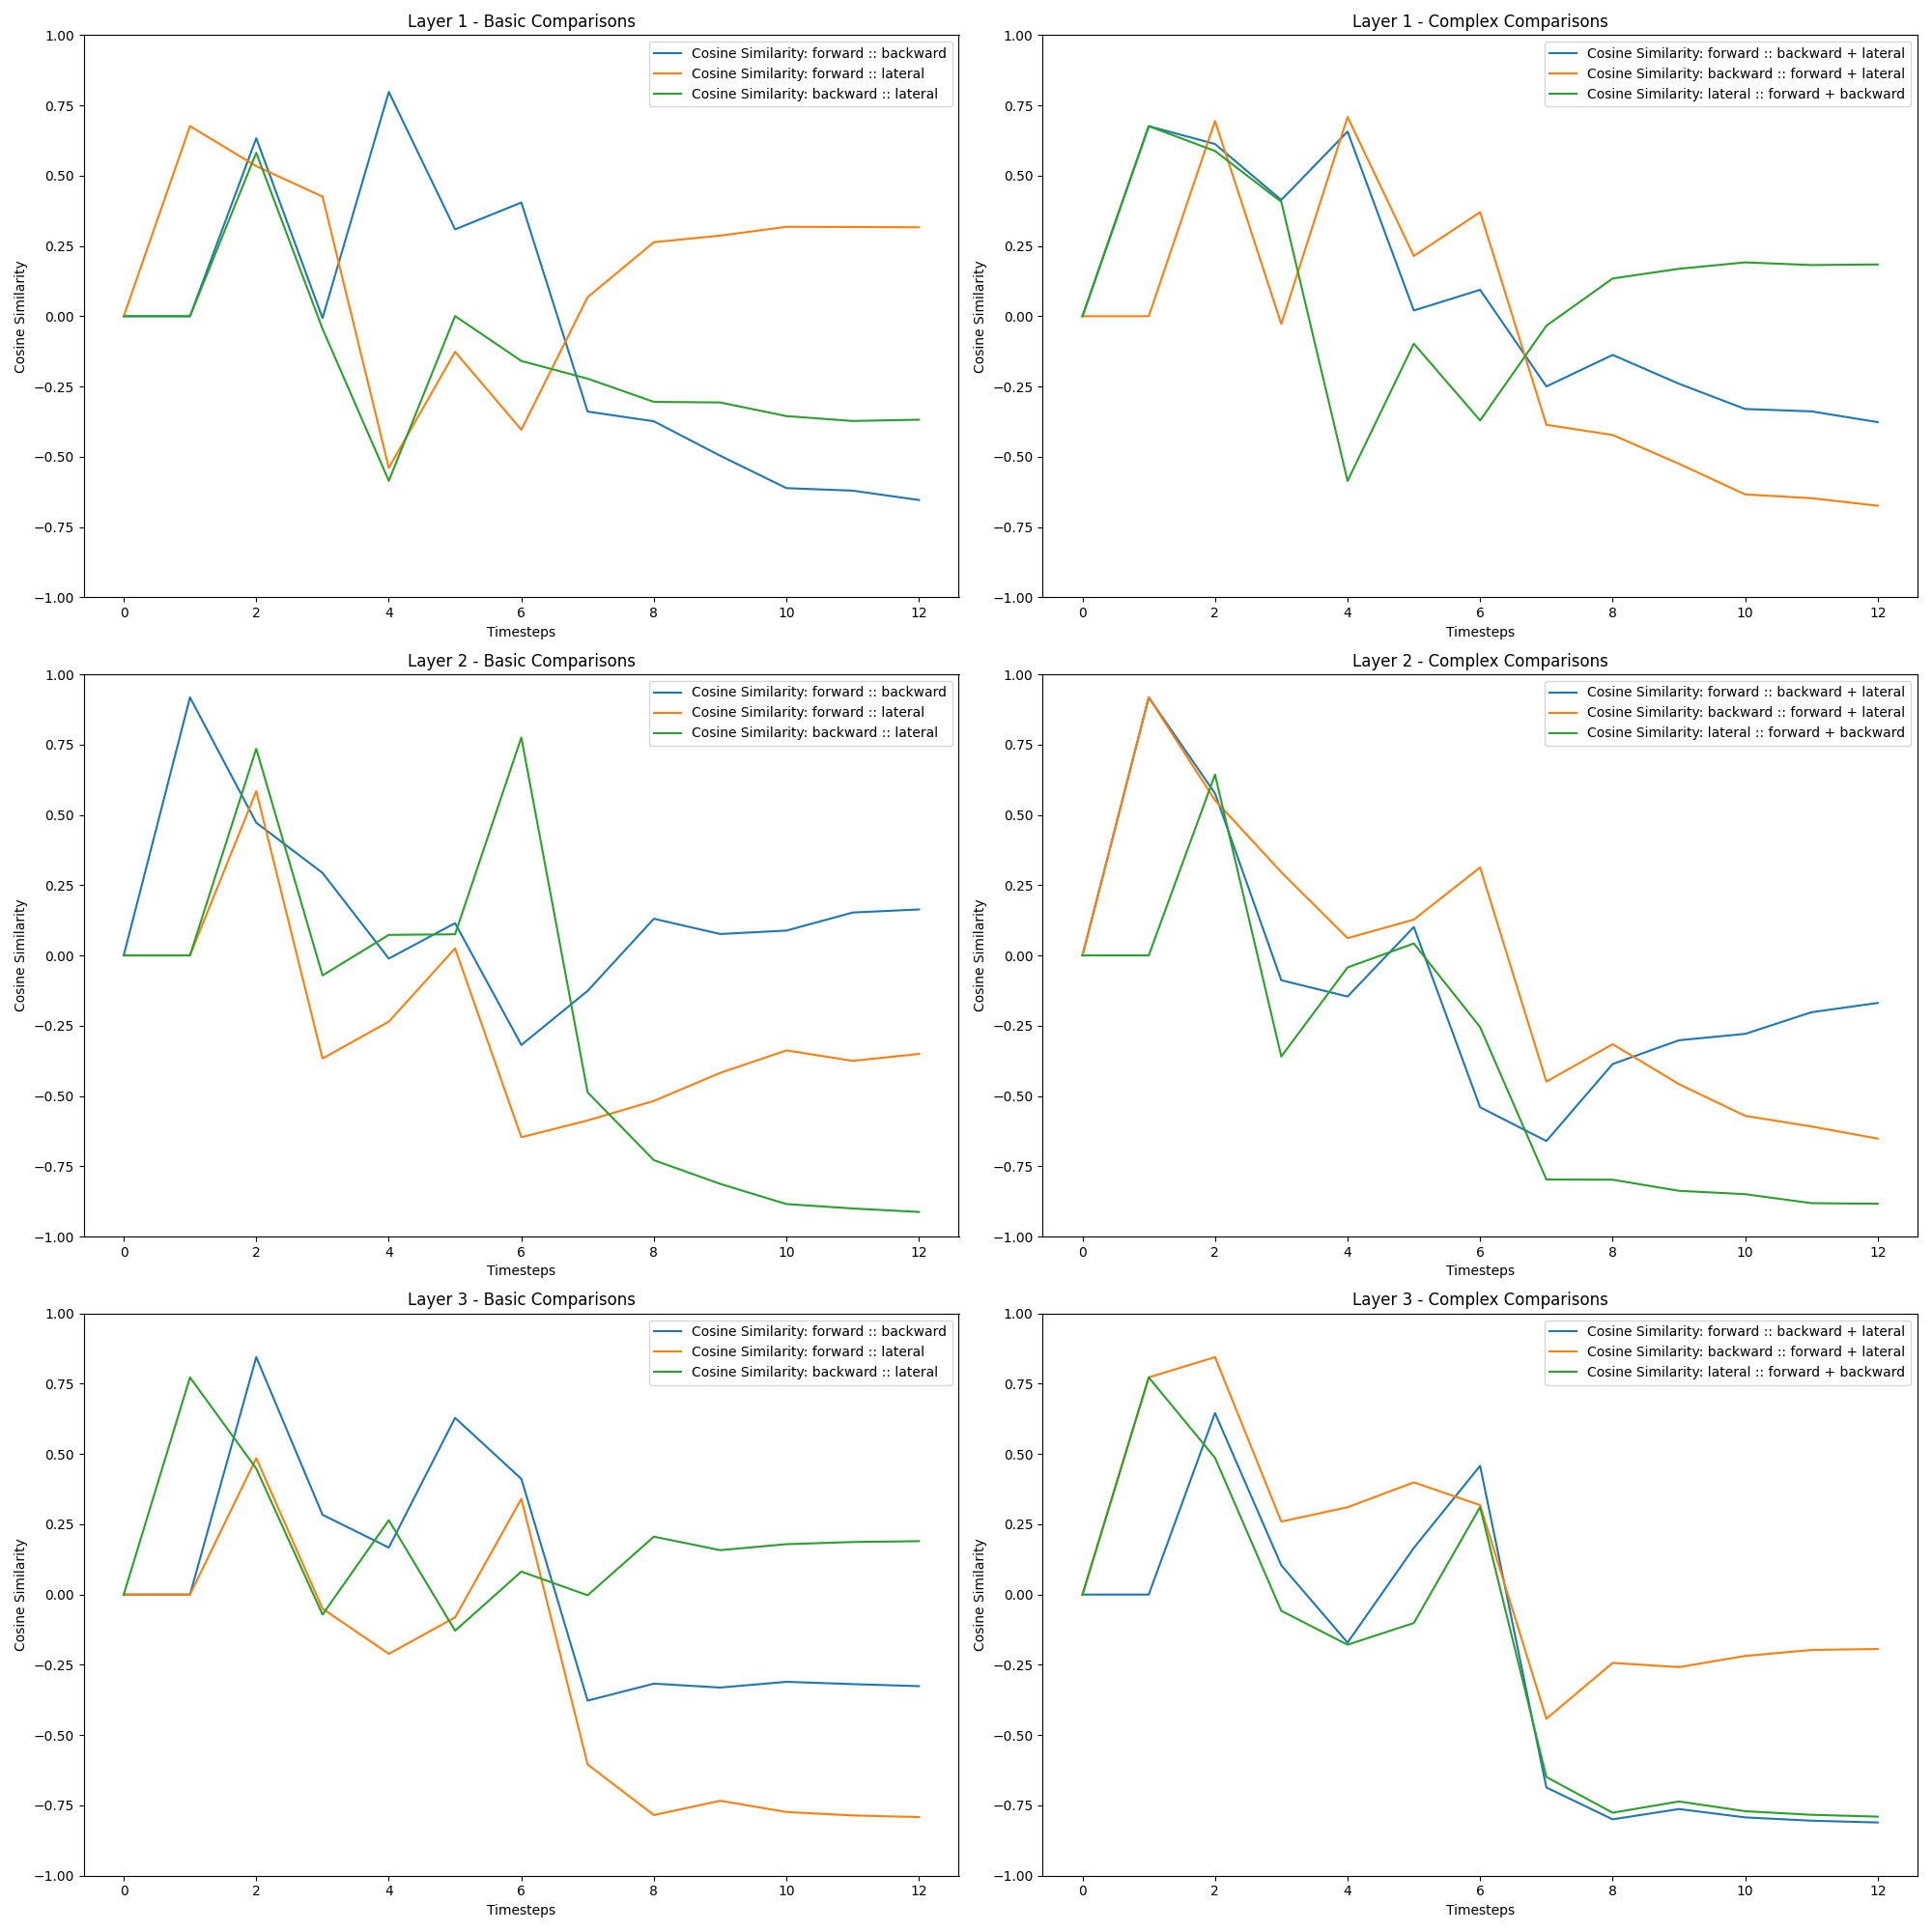 Layer 1 - Basic Comparisons
1.00
0.75
0.50
0.25
0.00
−0.25
−0.50
−0.75
−1.00
Cosine Similarity
Cosine Similarity: forward :: backward
Cosine Similarity: forward :: lateral
Cosine Similarity: backward :: lateral
0 2 4 6 8 10 12
Timesteps
Layer 1 - Complex Comparisons
1.00
0.75
0.50
0.25
0.00
−0.25
−0.50
−0.75
−1.00
Cosine Similarity
Cosine Similarity: forward :: backward + lateral
Cosine Similarity: backward :: forward + lateral
Cosine Similarity: lateral :: forward + backward
0 2 4 6 8 10 12
Timesteps
Layer 2 - Basic Comparisons
1.00
0.75
0.50
0.25
0.00
−0.25
−0.50
−0.75
−1.00
Cosine Similarity
Cosine Similarity: forward :: backward
Cosine Similarity: forward :: lateral
Cosine Similarity: backward :: lateral
0 2 4 6 8 10 12
Timesteps
Layer 2 - Complex Comparisons
1.00
0.75
0.50
0.25
0.00
−0.25
−0.50
−0.75
−1.00
Cosine Similarity
Cosine Similarity: forward :: backward + lateral
Cosine Similarity: backward :: forward + lateral
Cosine Similarity: lateral :: forward + backward
0 2 4 6 8 10 12
Timesteps
Layer 3 - Basic Comparisons
1.00
0.75
0.50
0.25
0.00
−0.25
−0.50
−0.75
−1.00
Cosine Similarity
Cosine Similarity: forward :: backward
Cosine Similarity: forward :: lateral
Cosine Similarity: backward :: lateral
0 2 4 6 8 10 12
Timesteps
Layer 3 - Complex Comparisons
1.00
0.75
0.50
0.25
0.00
−0.25
−0.50
−0.75
−1.00
Cosine Similarity
Cosine Similarity: forward :: backward + lateral
Cosine Similarity: backward :: forward + lateral
Cosine Similarity: lateral :: forward + backward
0 2 4 6 8 10 12
Timesteps